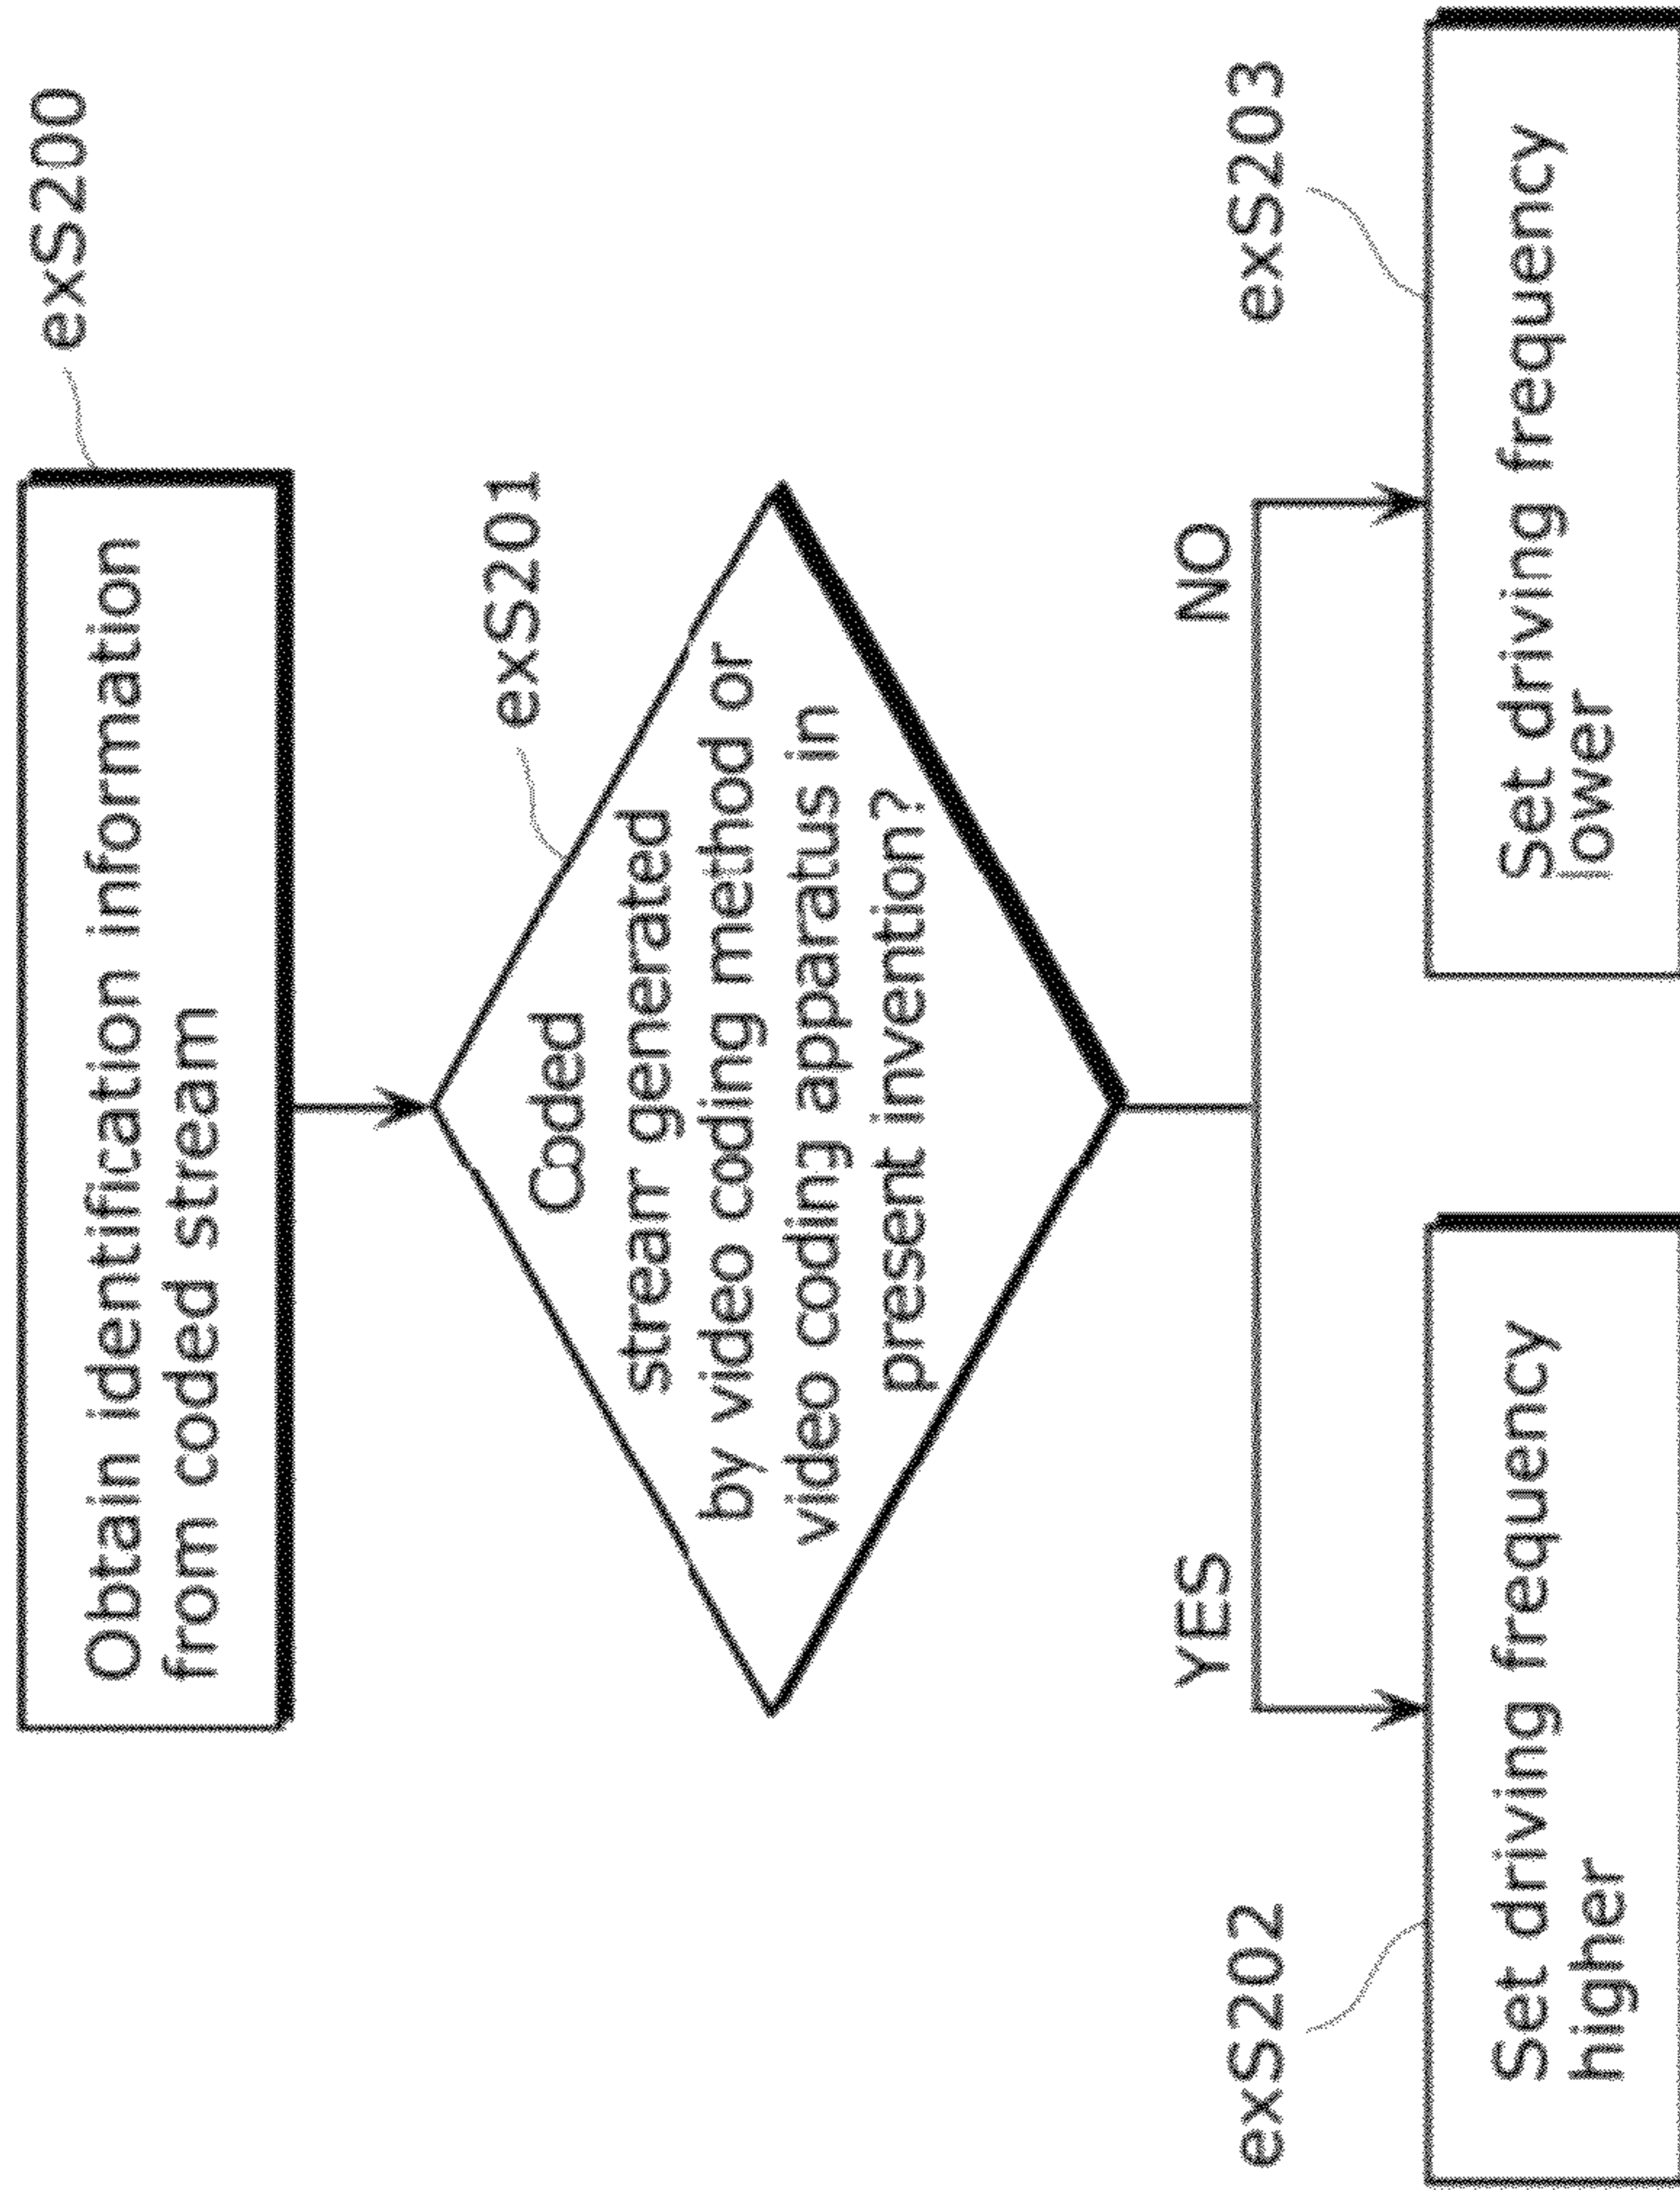 exS200
Obtain identification information
from coded stream
exS201
Coded
stream generated
by video coding method or
video coding apparatus in
present invention?
YES
NO
exS202
exS203
Set driving frequency
higher
Set driving frequency
lower